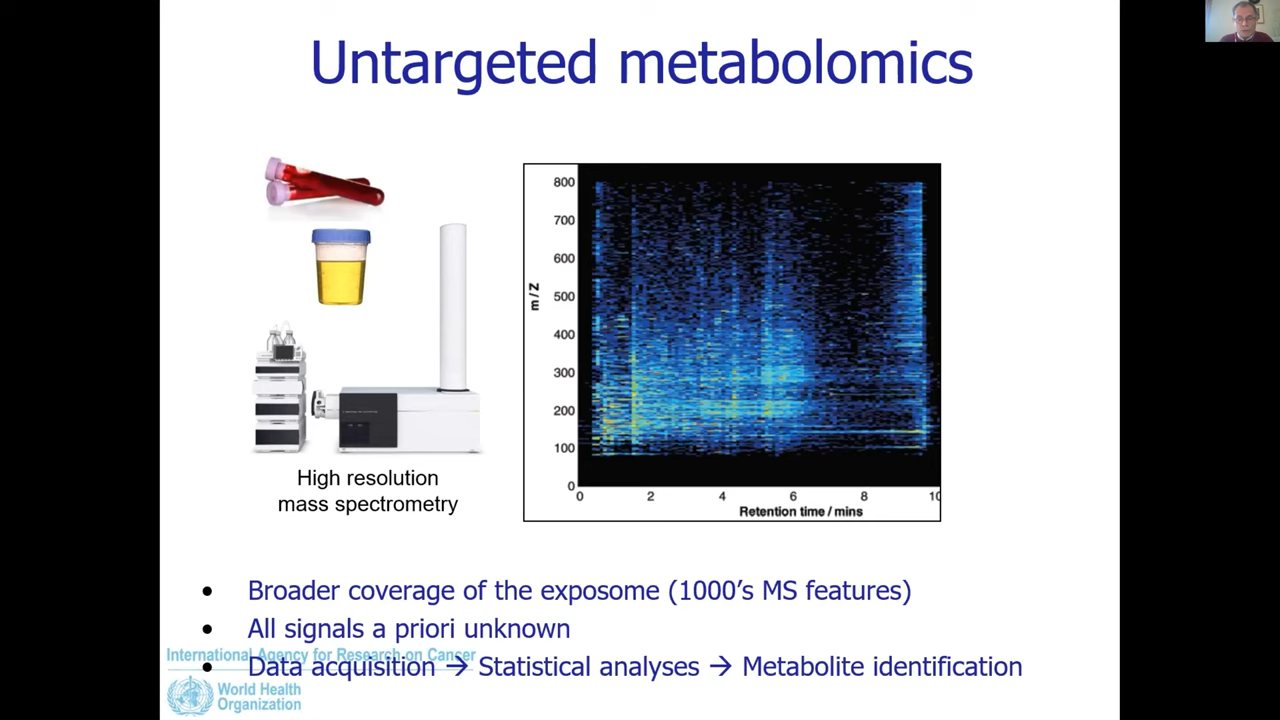 Untargeted metabolomics
800
700
600
500
400
300
200
100
0
m/Z
0 2 4 6 8 10
Retention time / mins
High resolution
mass spectrometry
• Broader coverage of the exosome (1000's MS features)
• All signals a priori unknown
International Agency for Research on Cancer
• Data acquisition → Statistical analyses → Metabolite identification
World Health
Organization